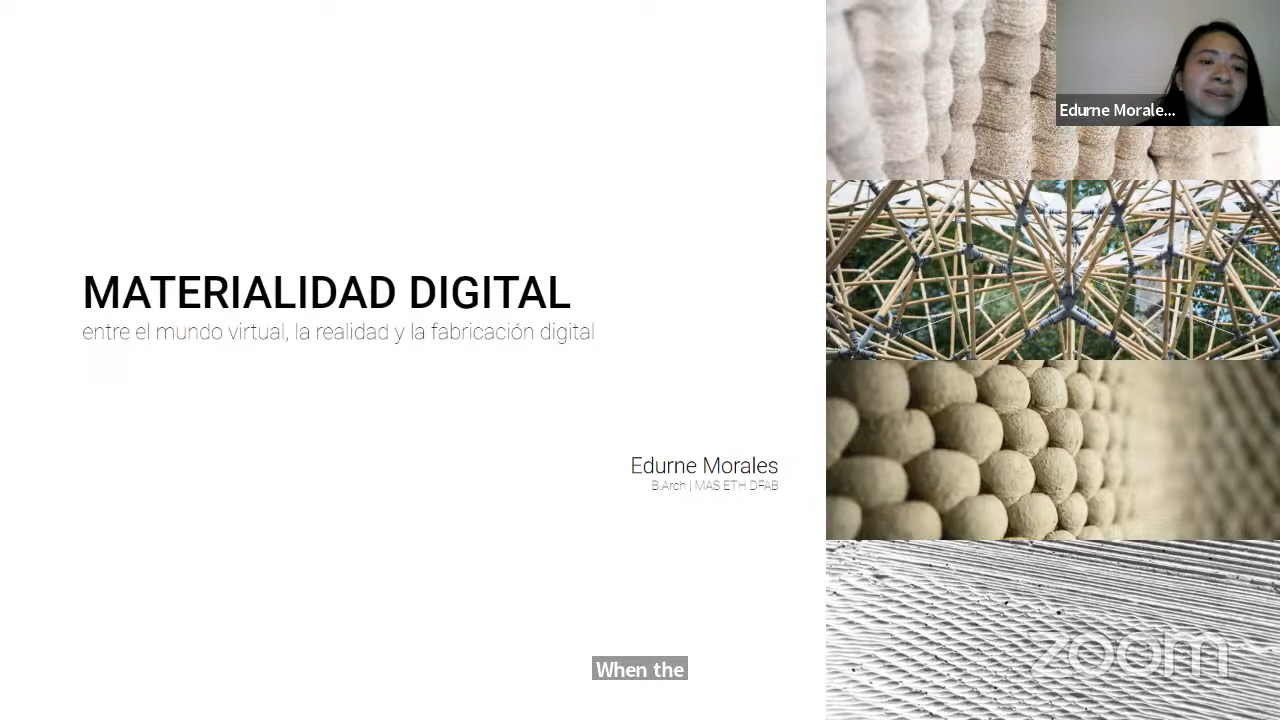 MATERIALIDAD DIGITAL
entre el mundo virtual, la realidad y la fabricación digital
Edurne Morales
B.Arch | MAS ETH DFAB
Edurne Morale...
When the
zoom